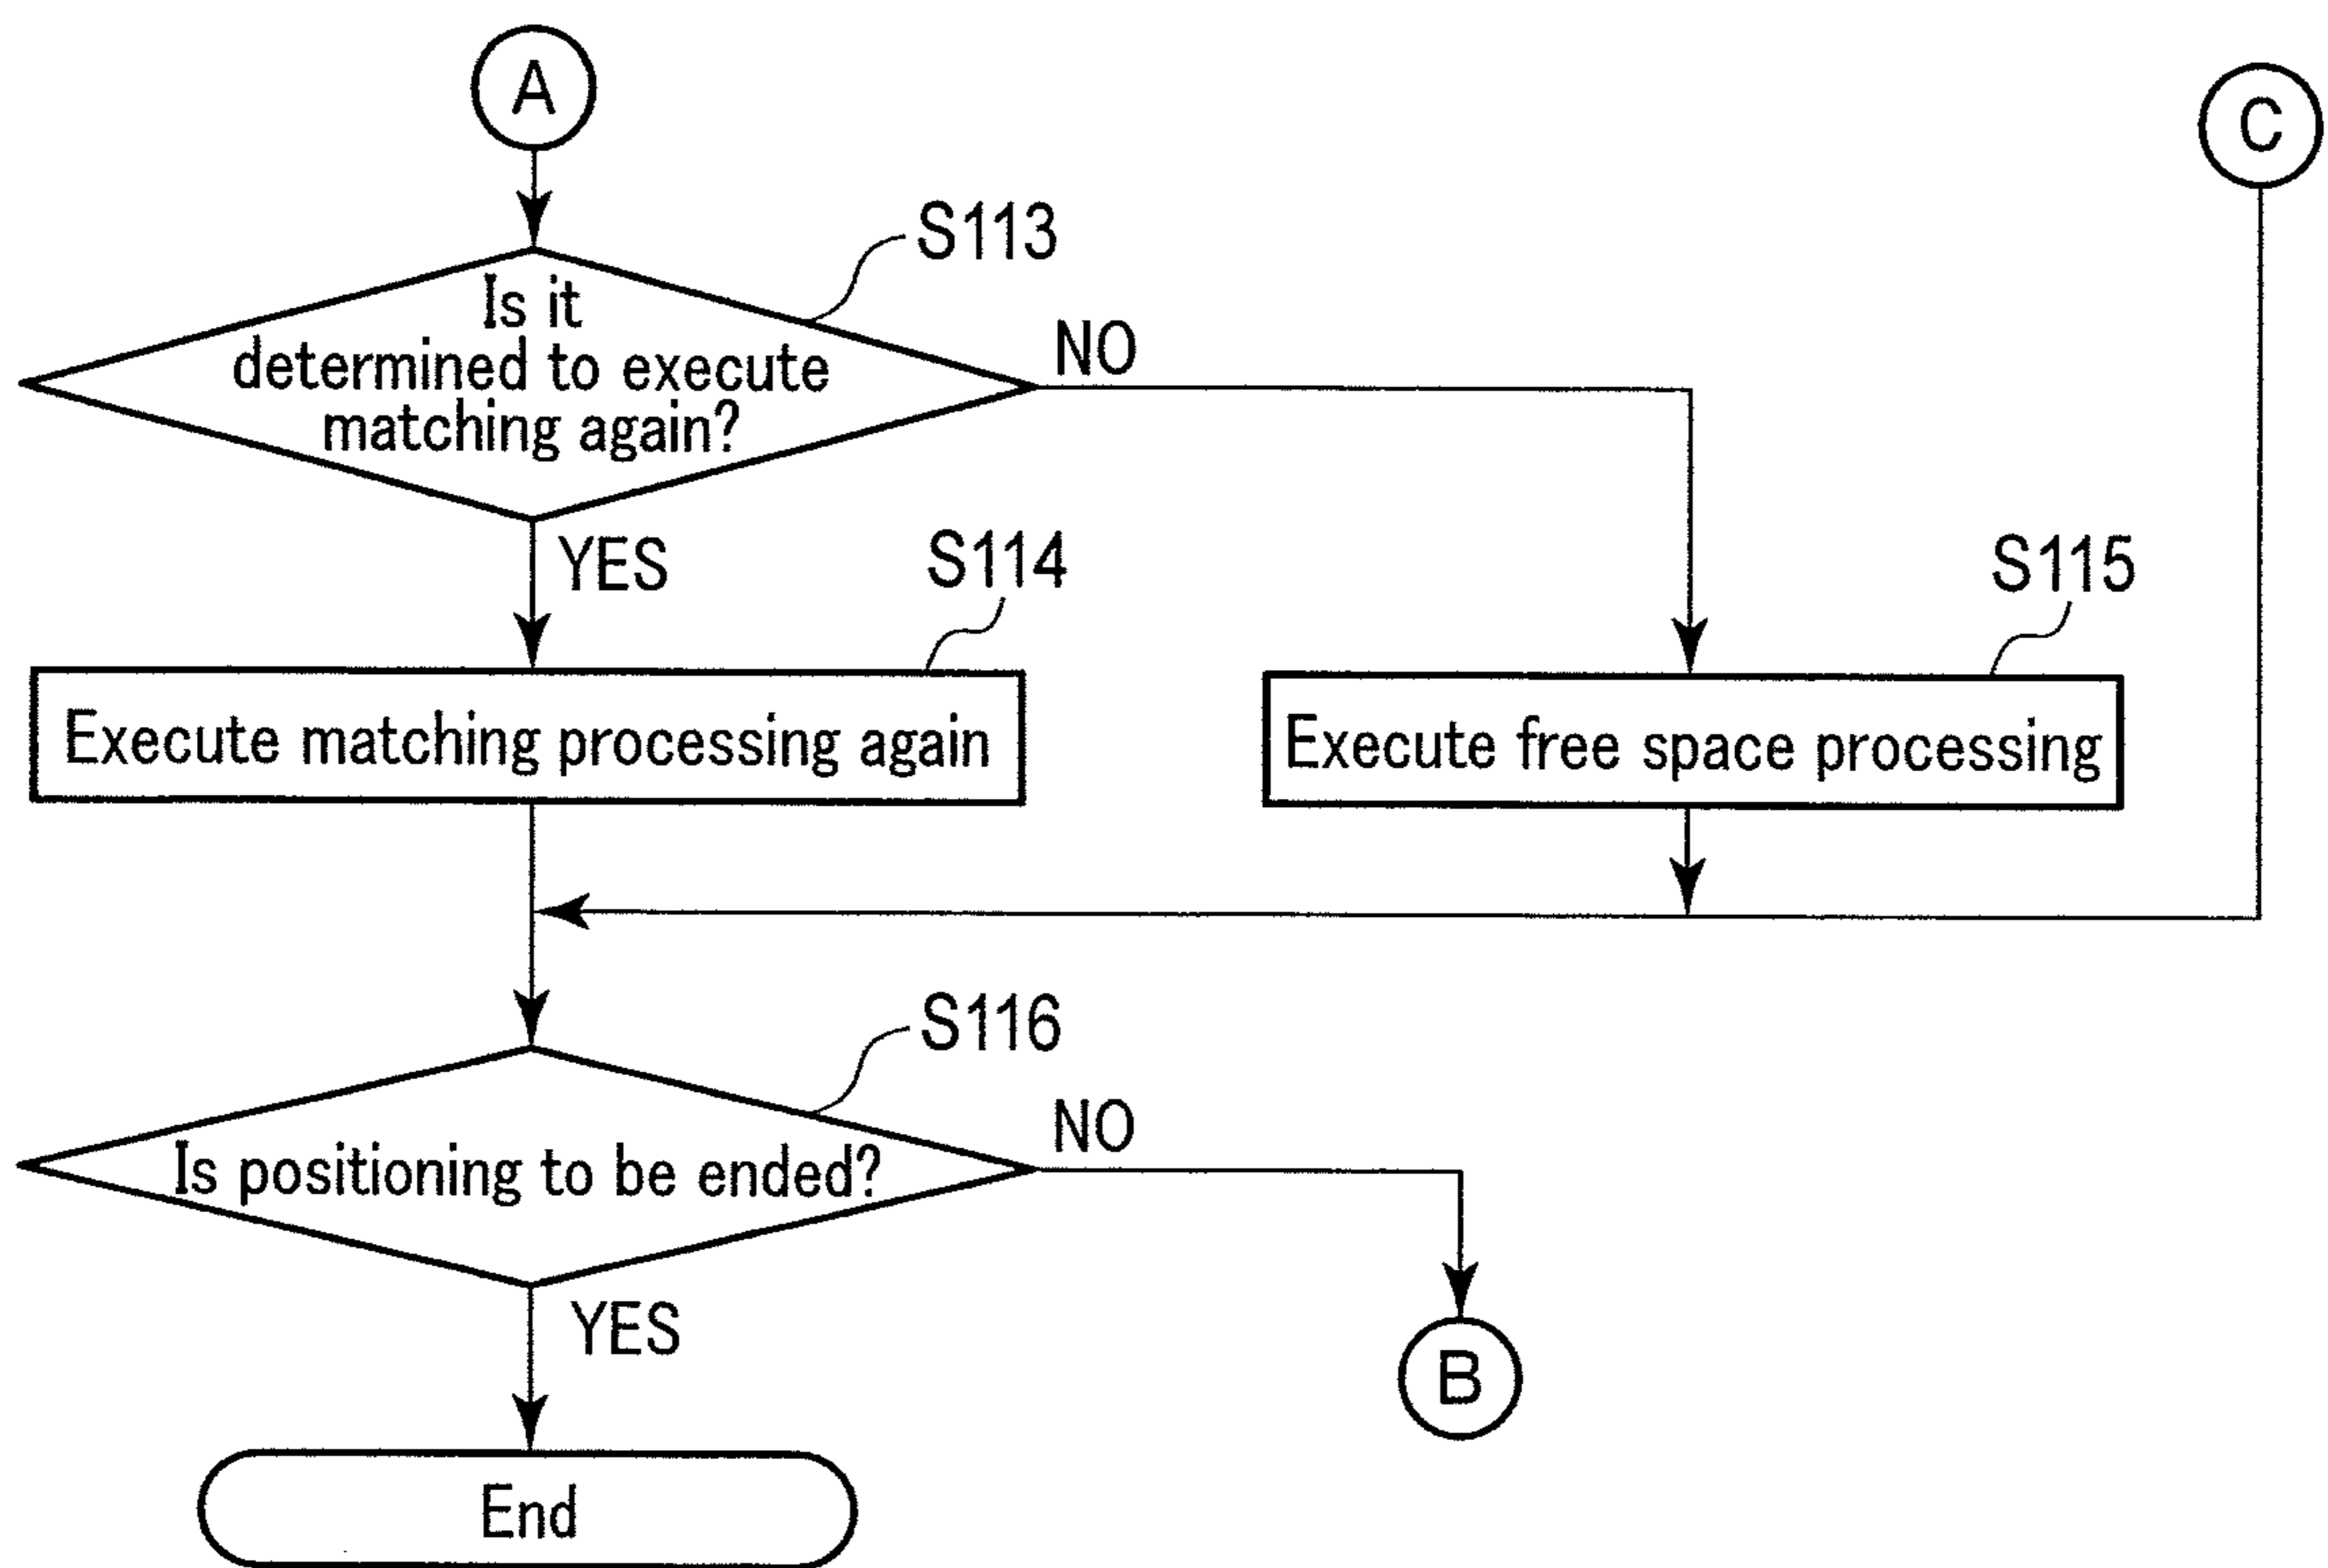 A
C
S113
Is it
determined to execute
matching again?
NO
YES
S114
S115
Execute matching processing again
Execute free space processing
S116
Is positioning to be ended?
NO
YES
B
End